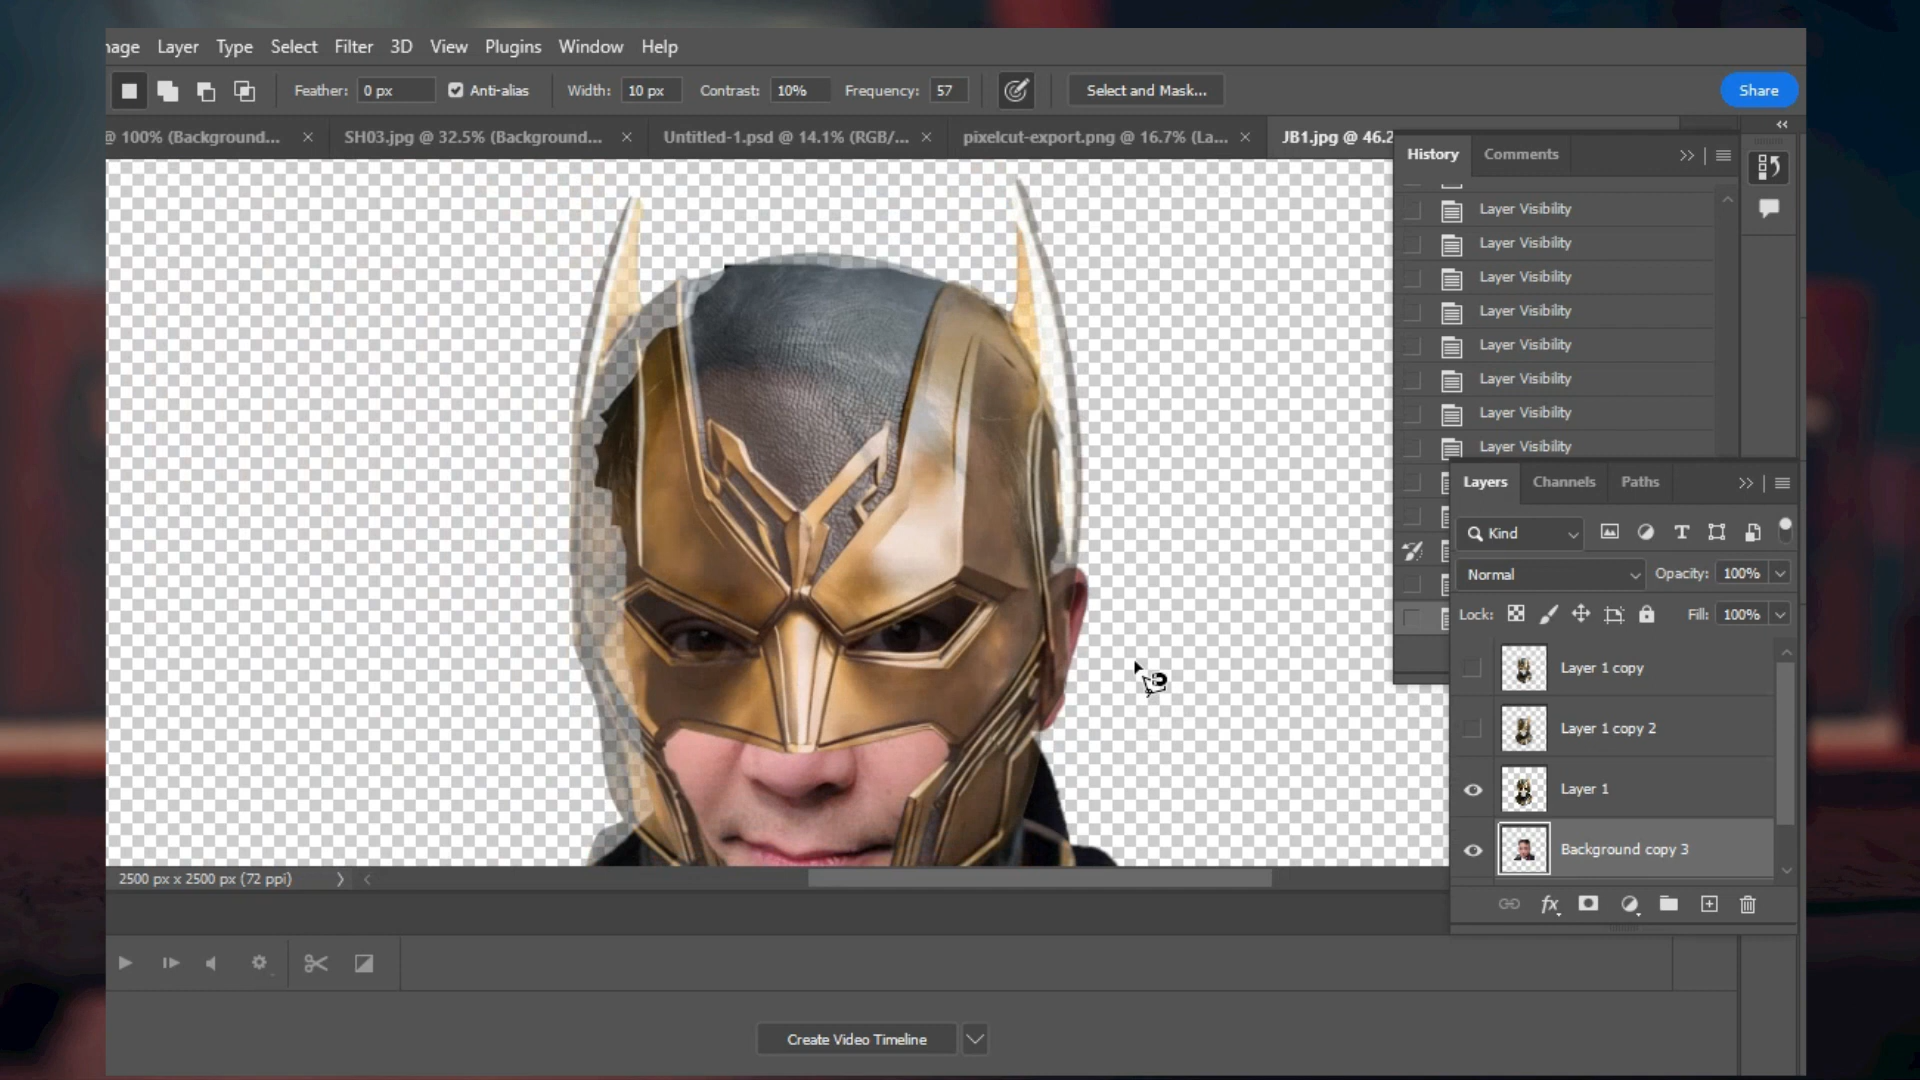 nage Layer Type Select Filter 3D View Plugins Window Help
Feather: 0 px Anti-alias Width: 10 px Contrast: 10% Frequency: 57 Select and Mask... Share
@ 100% (Background... × SH03.jpg @ 32.5% (Background... × Untitled-1.psd @ 14.1% (RGB/... × pixelcut-export.png @ 16.7% (La... × JB1.jpg @ 46.2
History Comments
Layer Visibility
Layer Visibility
Layer Visibility
Layer Visibility
Layer Visibility
Layer Visibility
Layer Visibility
Layer Visibility
Layers Channels Paths
Kind
Normal Opacity: 100%
Lock: Fill: 100%
Layer 1 copy
Layer 1 copy 2
Layer 1
Background copy 3
fx
2500 px x 2500 px (72 ppi)
Create Video Timeline